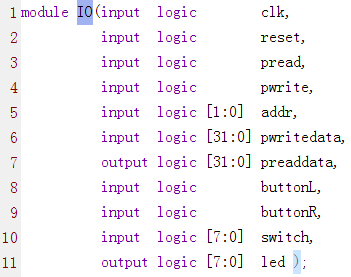 1 module IO(input  logic        clk,
2           input  logic        reset,
3           input  logic        pread,
4           input  logic        pwrite,
5           input  logic [1:0]  addr,
6           input  logic [31:0] pwritedata,
7           output logic [31:0] preaddata,
8           input  logic        buttonL,
9           input  logic        buttonR,
10          input  logic [7:0]  switch,
11          output logic [7:0]  led );